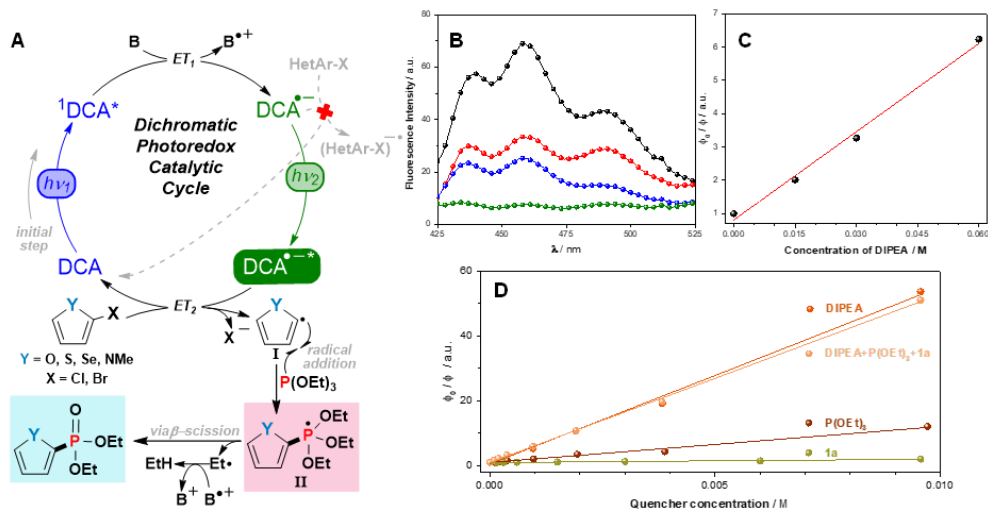 A
B
ET1
B•+
HetAr-X
1DCA*
DCA•−
Dichromatic
Photoredox
Catalytic
Cycle
(HetAr-X)−•
hν1
hν2
initial
step
DCA
DCA•−*
ET2
Y
X
X−
Y
•
I
radical
addition
Y = O, S, Se, NMe
X = Cl, Br
P(OEt)3
viaβ-scission
Y
O
P
OEt
OEt
Y
•
P
OEt
OEt
OEt
II
EtH
Et•
B+
B•+
B
Fluorescence Intensity / a.u.
80
60
40
20
0
425
450
475
500
525
λ / nm
C
ϕ0 / ϕ / a.u.
7
6
5
4
3
2
1
0.000
0.015
0.030
0.045
0.060
Concentration of DIPEA / M
D
ϕ0 / ϕ / a.u.
60
40
20
0
DIPEA
DIPEA+P(OEt)3+1a
P(OEt)3
1a
0.000
0.005
0.010
Quencher concentration / M